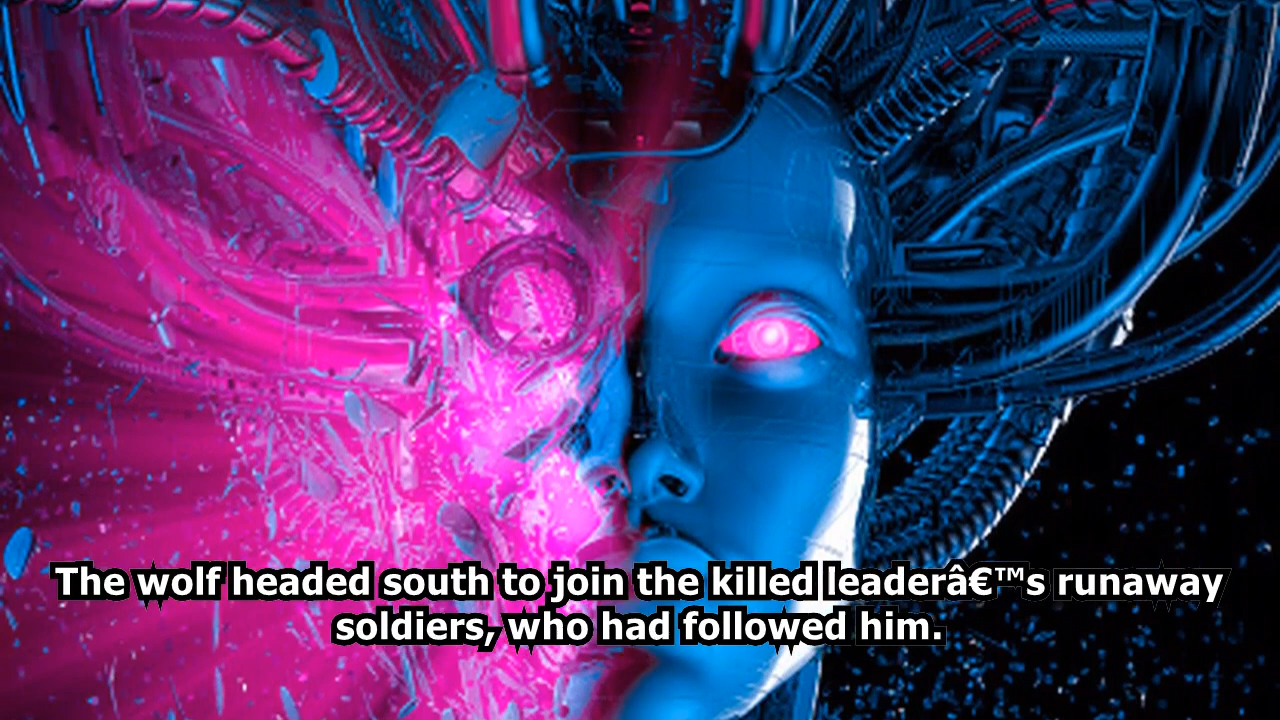 The wolf headed south to join the killed leaderâ€™s runaway
soldiers, who had followed him.